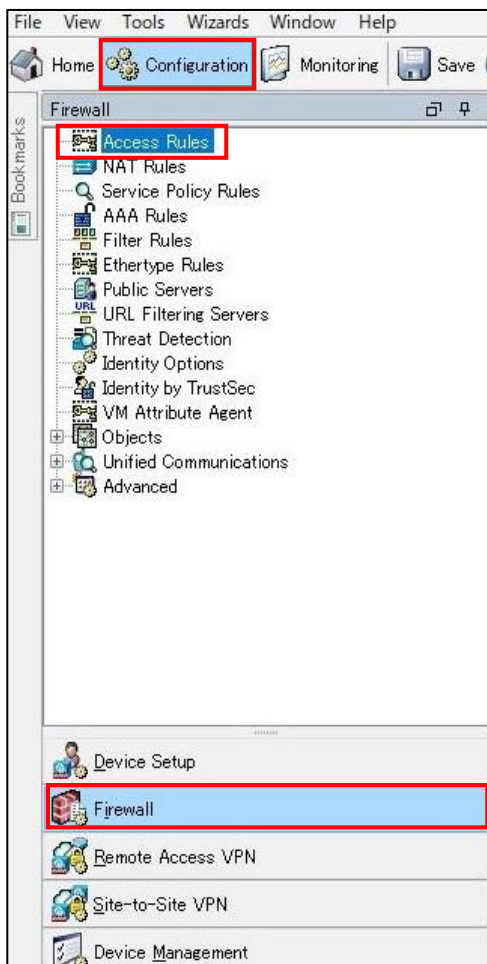 File View Tools Wizards Window Help
Home Configuration Monitoring Save
Bookmarks
Firewall
Access Rules
NAT Rules
Service Policy Rules
AAA Rules
Filter Rules
Ethertype Rules
Public Servers
URL URL Filtering Servers
Threat Detection
Identity Options
Identity by TrustSec
VM Attribute Agent
Objects
Unified Communications
Advanced
Device Setup
Firewall
Remote Access VPN
Site-to-Site VPN
Device Management